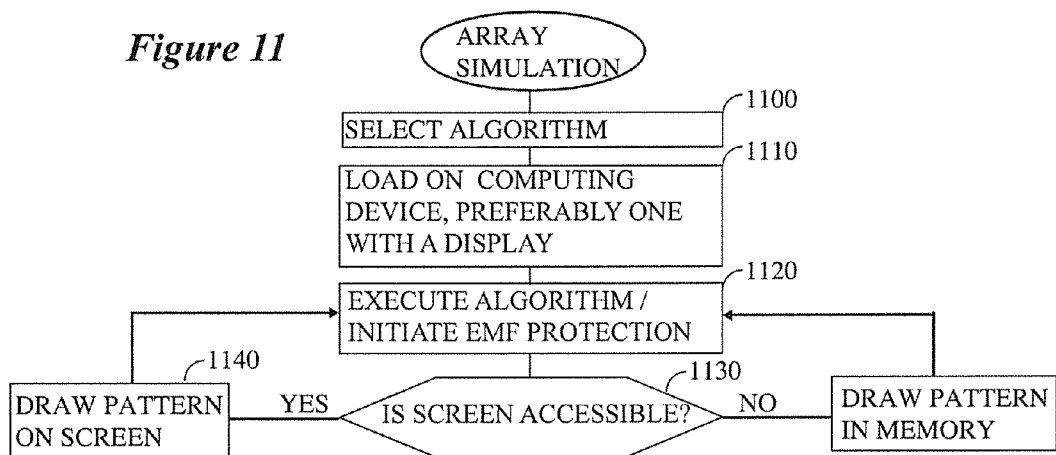 Figure 11
ARRAY
SIMULATION
1100
SELECT ALGORITHM
1110
LOAD ON COMPUTING
DEVICE, PREFERABLY ONE
WITH A DISPLAY
1120
EXECUTE ALGORITHM /
INITIATE EMF PROTECTION
1130
IS SCREEN ACCESSIBLE?
YES
NO
1140
DRAW PATTERN
ON SCREEN
DRAW PATTERN
IN MEMORY